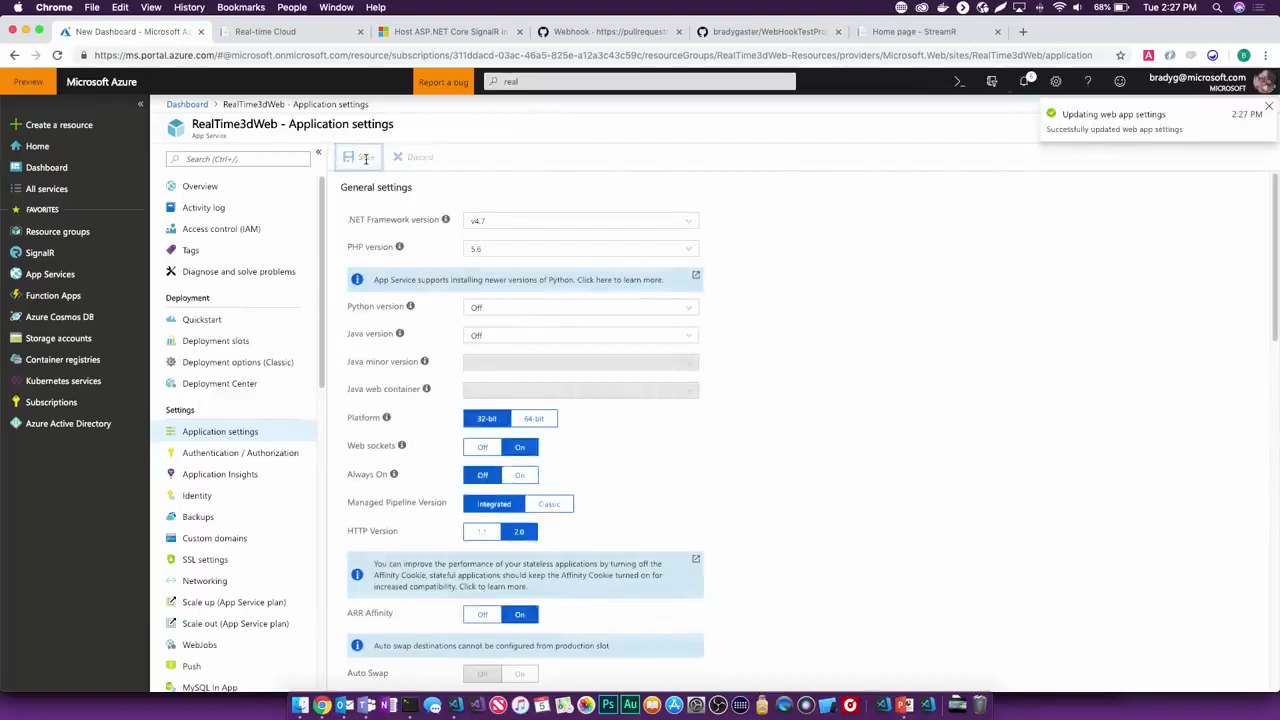 Chrome File Edit View History Bookmarks People Window Help
68% Tue 2:27 PM
New Dashboard - Microsoft Az
Real-time Cloud
Host ASP.NET Core SignalR in
Webhook · https://pullrequest
bradygaster/WebHookTestPro
Home page - StreamR
https://ms.portal.azure.com/#@onmicrosoft.com/resource/subscriptions/311ddacd-03ac-46a5-825e-a12a3c43c59c/resourceGroups/RealTime3dWeb-Resources/providers/Microsoft.Web/sites/RealTime3dWeb/application
Preview
Microsoft Azure
Report a bug
real
bradyg@microsoft.com
MICROSOFT
Create a resource
Home
Dashboard
All services
FAVORITES
Resource groups
SignalR
App Services
Function Apps
Azure Cosmos DB
Storage accounts
Container registries
Kubernetes services
Subscriptions
Azure Active Directory
Dashboard > RealTime3dWeb - Application settings
RealTime3dWeb - Application settings
App Service
Search (Ctrl+/)
Overview
Activity log
Access control (IAM)
Tags
Diagnose and solve problems
Deployment
Quickstart
Deployment slots
Deployment options (Classic)
Deployment Center
Settings
Application settings
Authentication / Authorization
Application Insights
Identity
Backups
Custom domains
SSL settings
Networking
Scale up (App Service plan)
Scale out (App Service plan)
WebJobs
Push
MySQL In App
Save
Discard
General settings
.NET Framework version v4.7
PHP version 5.6
App Service supports installing newer versions of Python. Click here to learn more.
Python version Off
Java version Off
Java minor version
Java web container
Platform 32-bit 64-bit
Web sockets Off On
Always On Off On
Managed Pipeline Version Integrated Classic
HTTP Version 1.1 2.0
You can improve the performance of your stateless applications by turning off the
Affinity Cookie, stateful applications should keep the Affinity Cookie turned on for
increased compatibility. Click to learn more.
ARR Affinity Off On
Auto swap destinations cannot be configured from production slot
Auto Swap Off On
Updating web app settings 2:27 PM
Successfully updated web app settings